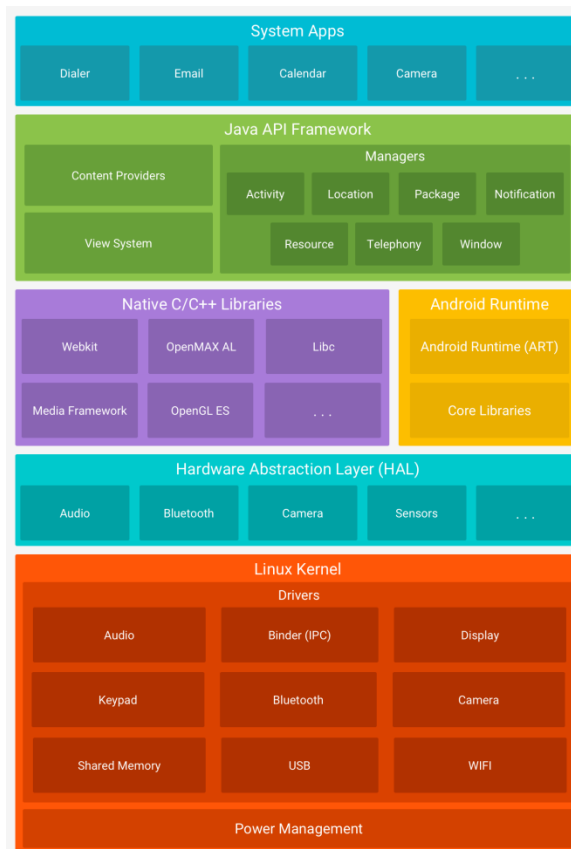 System Apps
Dialer
Email
Calendar
Camera
. . .
Java API Framework
Content Providers
View System
Managers
Activity
Location
Package
Notification
Resource
Telephony
Window
Native C/C++ Libraries
Webkit
OpenMAX AL
Libc
Media Framework
OpenGL ES
. . .
Android Runtime
Android Runtime (ART)
Core Libraries
Hardware Abstraction Layer (HAL)
Audio
Bluetooth
Camera
Sensors
. . .
Linux Kernel
Drivers
Audio
Binder (IPC)
Display
Keypad
Bluetooth
Camera
Shared Memory
USB
WIFI
Power Management